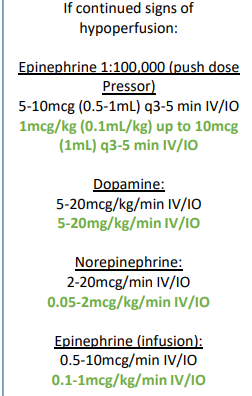 If continued signs of
hypoperfusion:
Epinephrine 1:100,000 (push dose
Pressor)
5-10mcg (0.5-1mL) q3-5 min IV/IO
1mcg/kg (0.1mL/kg) up to 10mcg
(1mL) q3-5 min IV/IO
Dopamine:
5-20mcg/kg/min IV/IO
5-20mg/kg/min IV/IO
Norepinephrine:
2-20mcg/min IV/IO
0.05-2mcg/kg/min IV/IO
Epinephrine (infusion):
0.5-10mcg/min IV/IO
0.1-1mcg/kg/min IV/IO